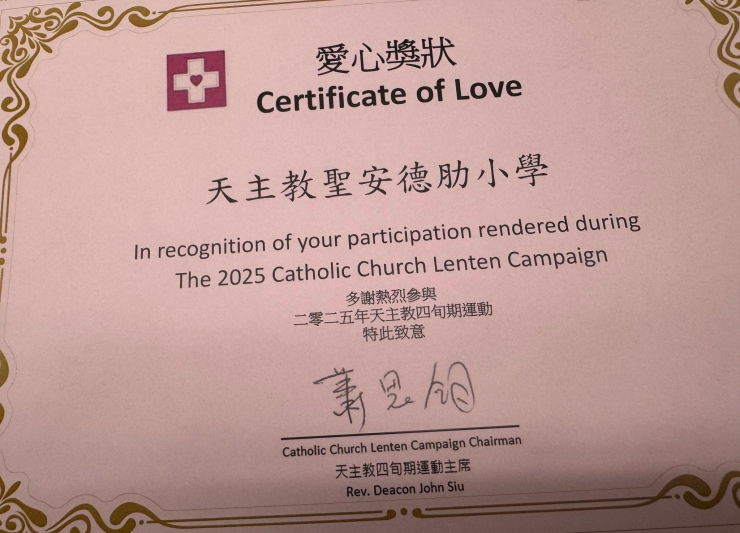 愛心獎狀
Certificate of Love
天主教聖安德肋小學
In recognition of your participation rendered during
The 2025 Catholic Church Lenten Campaign
多謝熱烈參與
二零二五年天主教四旬期運動
特此致意
蕭思銘
Catholic Church Lenten Campaign Chairman
天主教四旬期運動主席
Rev. Deacon John Siu